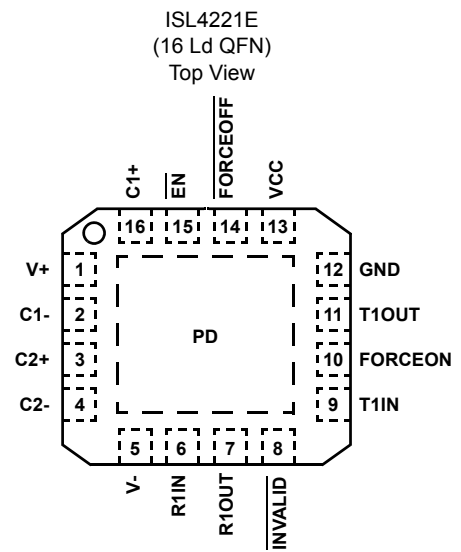 ISL4221E
(16 Ld QFN)
Top View
C1+
EN
FORCEOFF
VCC
16
15
14
13
V+
1
12
GND
C1-
2
11
T1OUT
PD
C2+
3
10
FORCEON
C2-
4
9
T1IN
5
6
7
8
V-
R1IN
R1OUT
INVALID